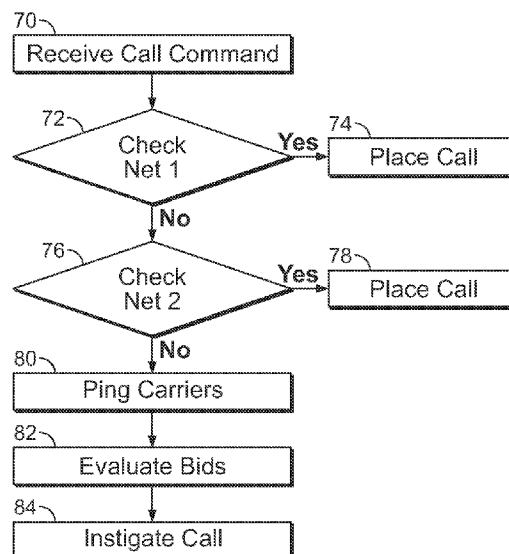 70
Receive Call Command
72
Check
Net 1
Yes
74
Place Call
No
76
Check
Net 2
Yes
78
Place Call
No
80
Ping Carriers
82
Evaluate Bids
84
Instigate Call